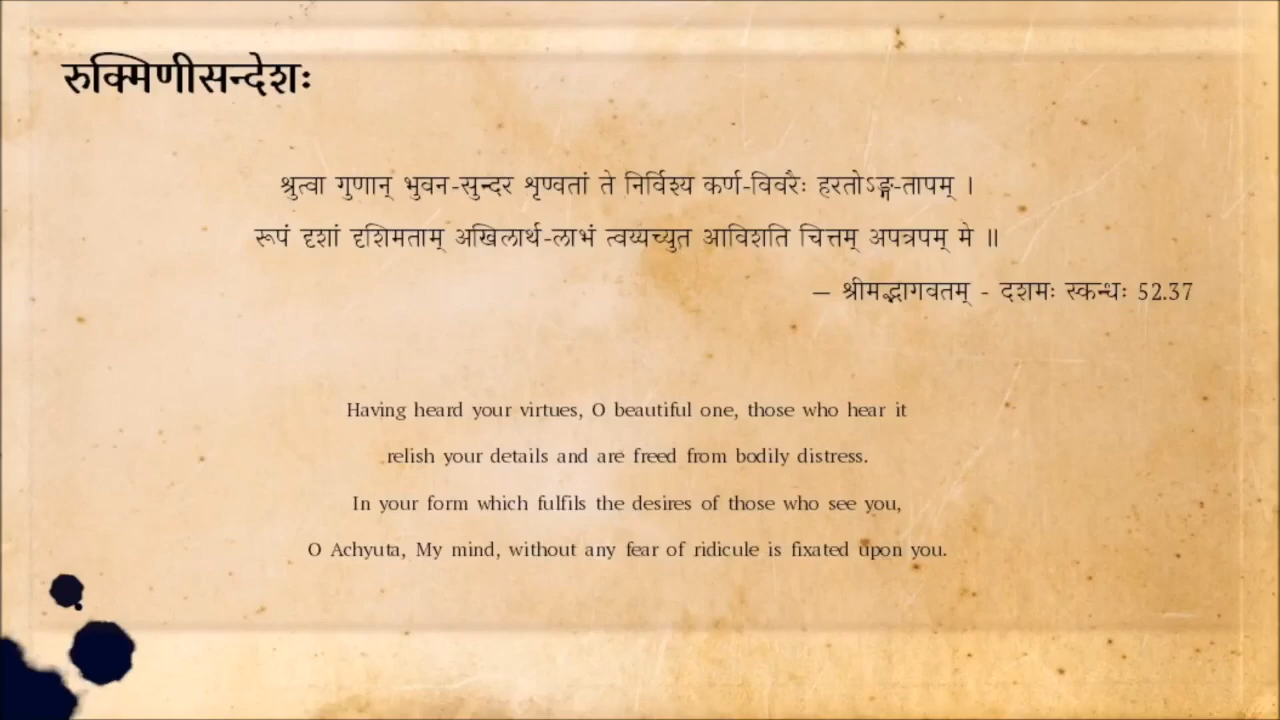 रुक्मिणीसन्देशः
श्रुत्वा गुणान् भुवन-सुन्दर शृण्वतां ते निर्विश्य कर्ण-विवरैः हरतोऽङ्ग-तापम् ।
रूपं दृशां दृशिमताम् अखिलार्थ-लाभं त्वय्यच्युत आविशति चित्तम् अपत्रपम् मे ॥
– श्रीमद्भागवतम् - दशमः स्कन्धः 52.37
Having heard your virtues, O beautiful one, those who hear it
relish your details and are freed from bodily distress.
In your form which fulfils the desires of those who see you,
O Achyuta, My mind, without any fear of ridicule is fixated upon you.